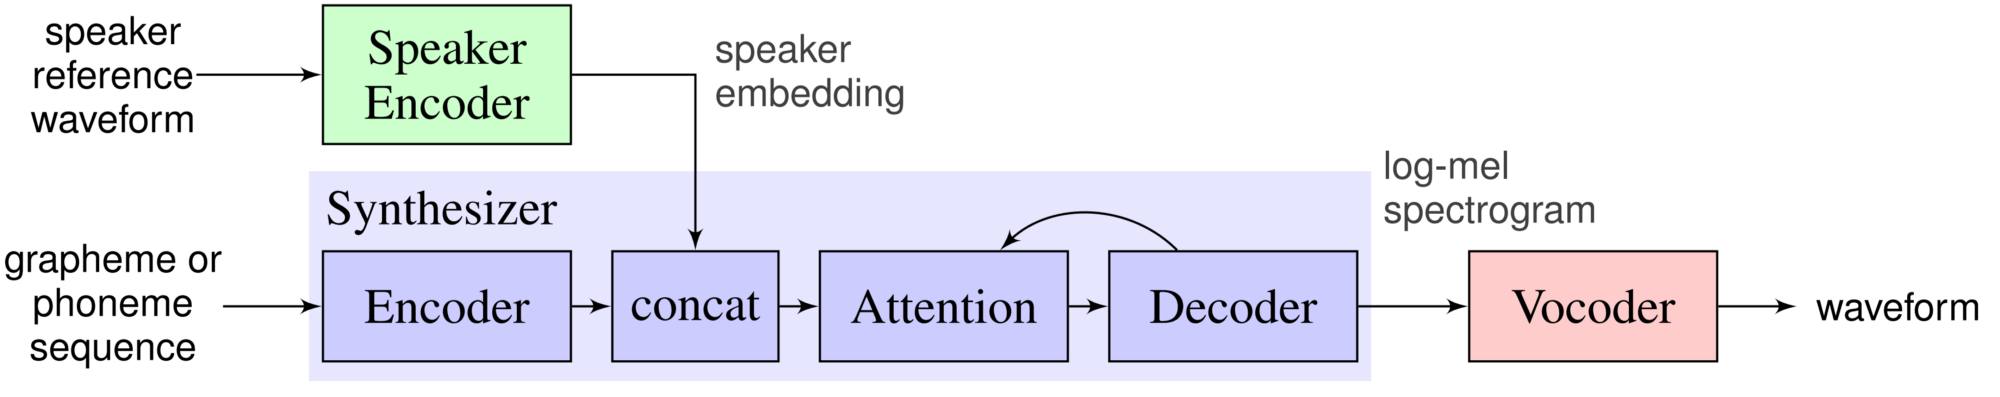 speaker
reference
waveform
Speaker
Encoder
speaker
embedding
Synthesizer
log-mel
spectrogram
grapheme or
phoneme
sequence
Encoder
concat
Attention
Decoder
Vocoder
waveform